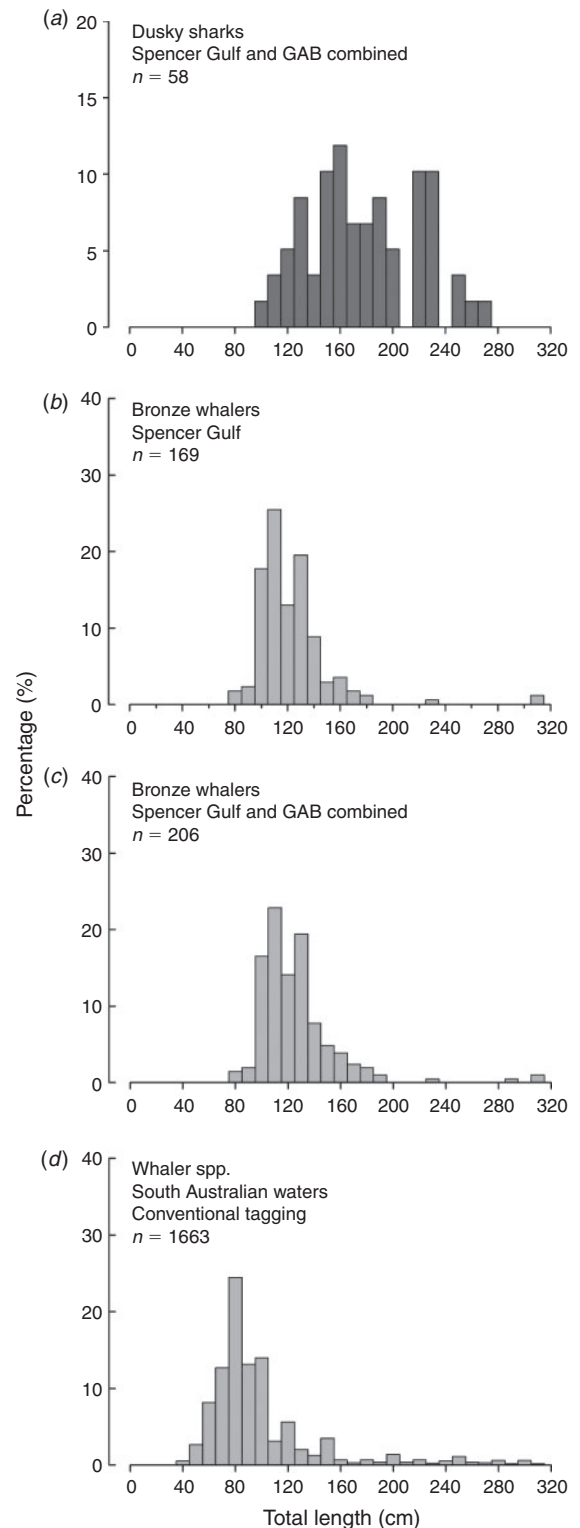 (a)
Dusky sharks
Spencer Gulf and GAB combined
n = 58
20
15
10
5
0
0 40 80 120 160 200 240 280 320
(b)
Bronze whalers
Spencer Gulf
n = 169
40
30
20
10
0
0 40 80 120 160 200 240 280 320
(c)
Bronze whalers
Spencer Gulf and GAB combined
n = 206
40
30
20
10
0
0 40 80 120 160 200 240 280 320
(d)
Whaler spp.
South Australian waters
Conventional tagging
n = 1663
40
30
20
10
0
0 40 80 120 160 200 240 280 320
Percentage (%)
Total length (cm)